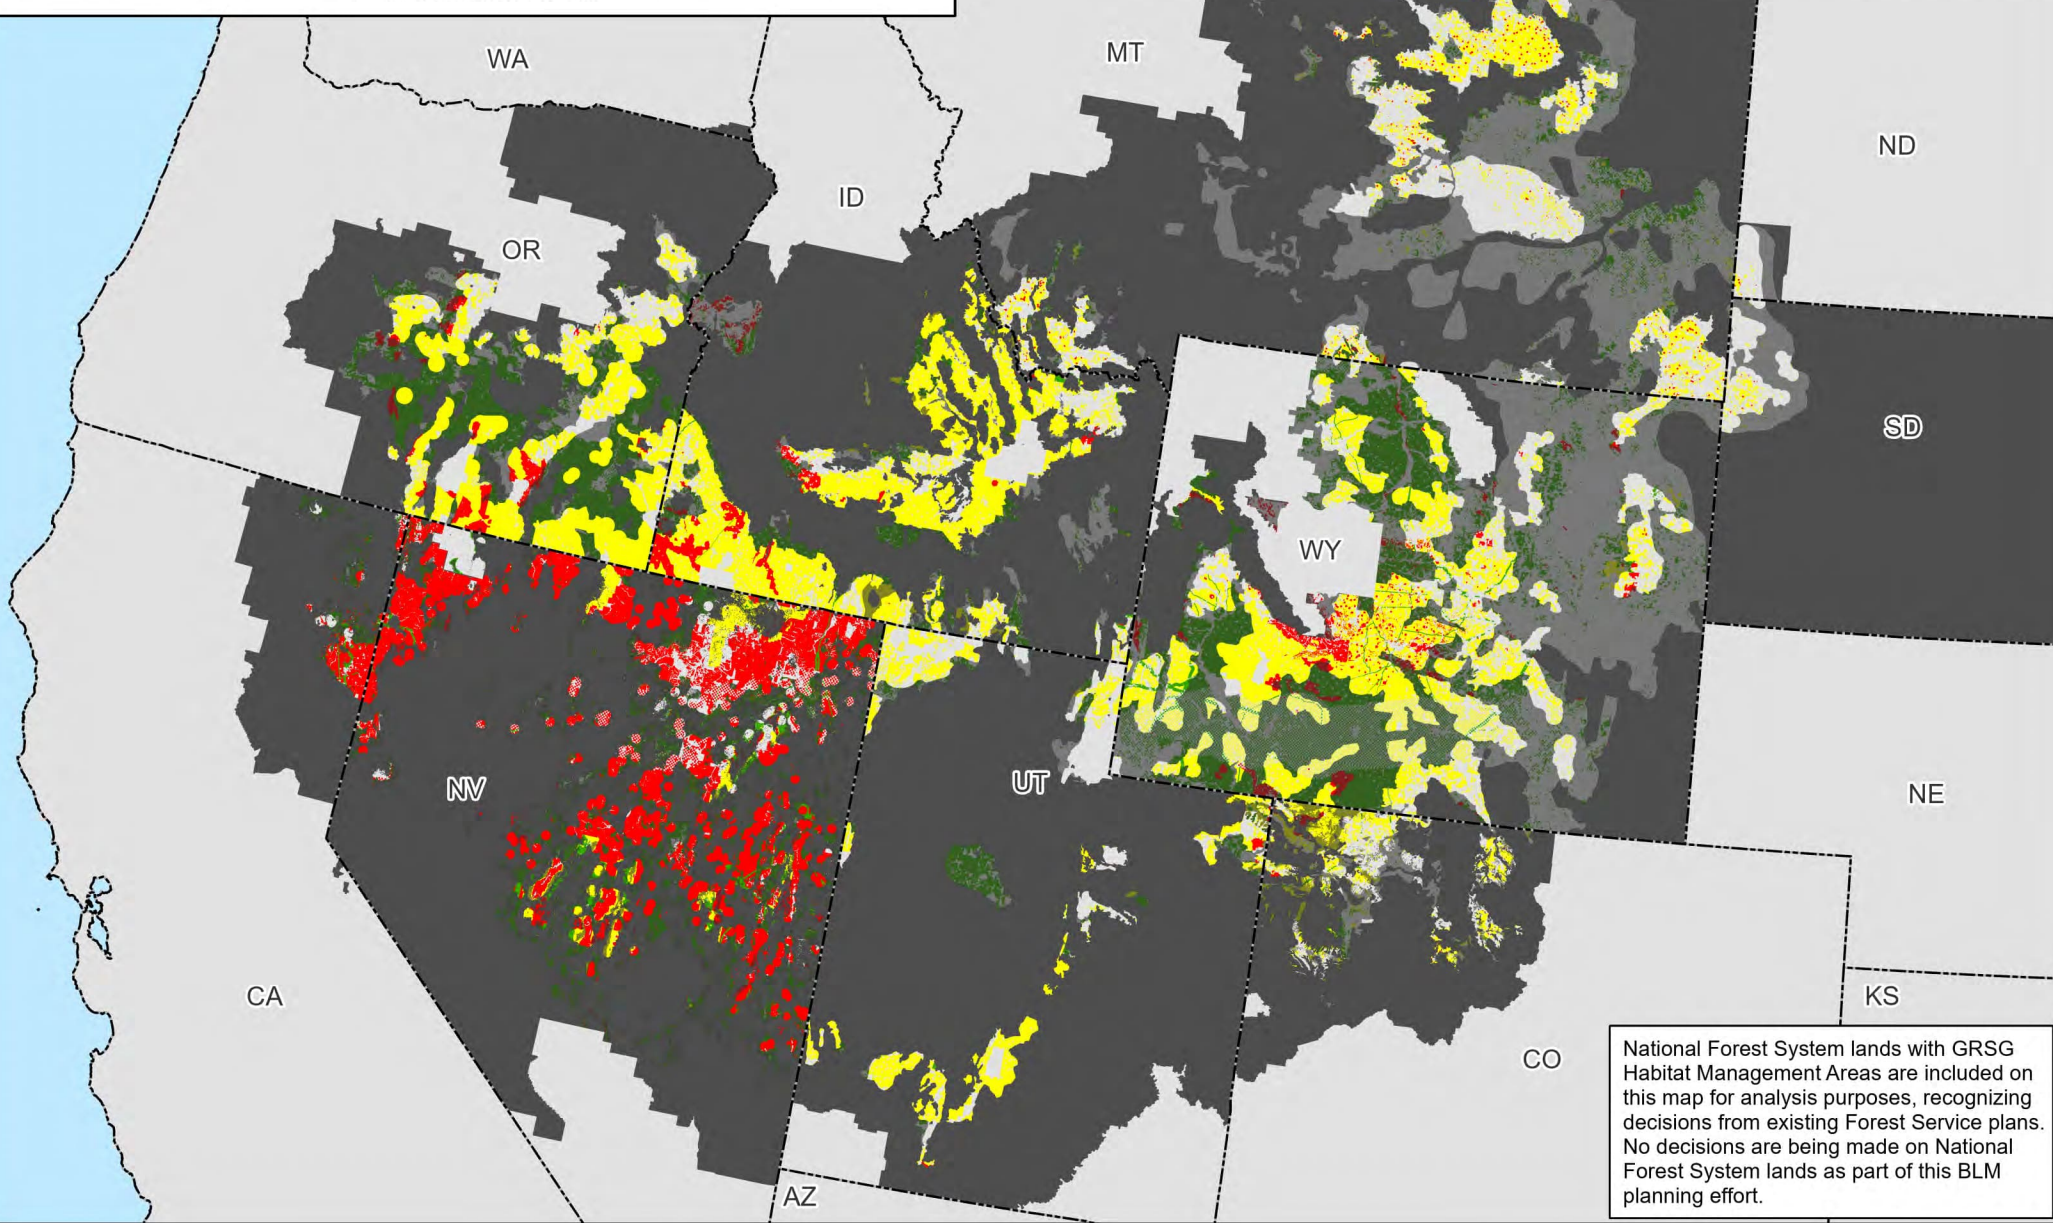 WA
MT
ND
ID
OR
SD
WY
NV
UT
NE
CA
KS
CO
AZ
National Forest System lands with GRSG
Habitat Management Areas are included on
this map for analysis purposes, recognizing
decisions from existing Forest Service plans.
No decisions are being made on National
Forest System lands as part of this BLM
planning effort.